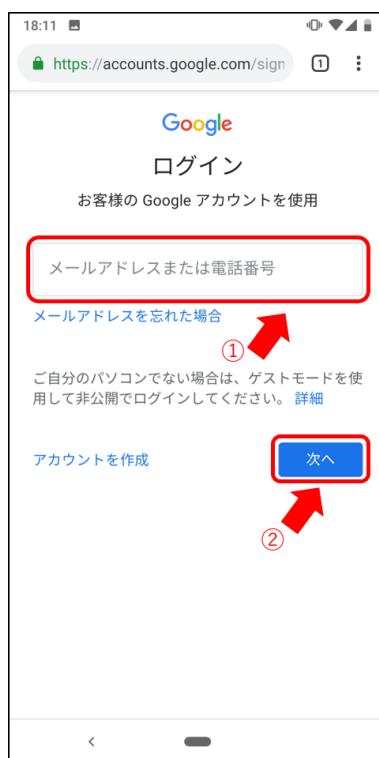 18:11
https://accounts.google.com/sign
1
Google
ログイン
お客様の Google アカウントを使用
メールアドレスまたは電話番号
メールアドレスを忘れた場合
①
ご自分のパソコンでない場合は、ゲストモードを使
用して非公開でログインしてください。 詳細
アカウントを作成
次へ
②